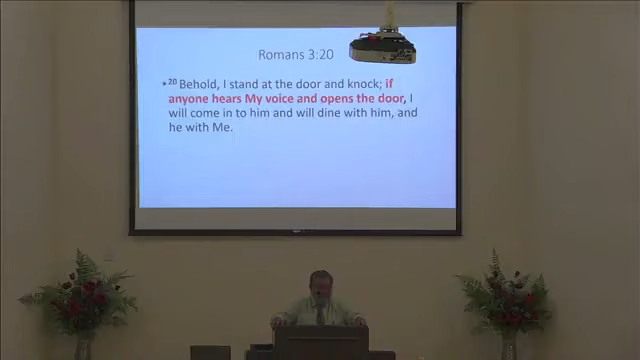 Romans 3:20
• 20 Behold, I stand at the door and knock; if
anyone hears My voice and opens the door, I
will come in to him and will dine with him, and
he with Me.